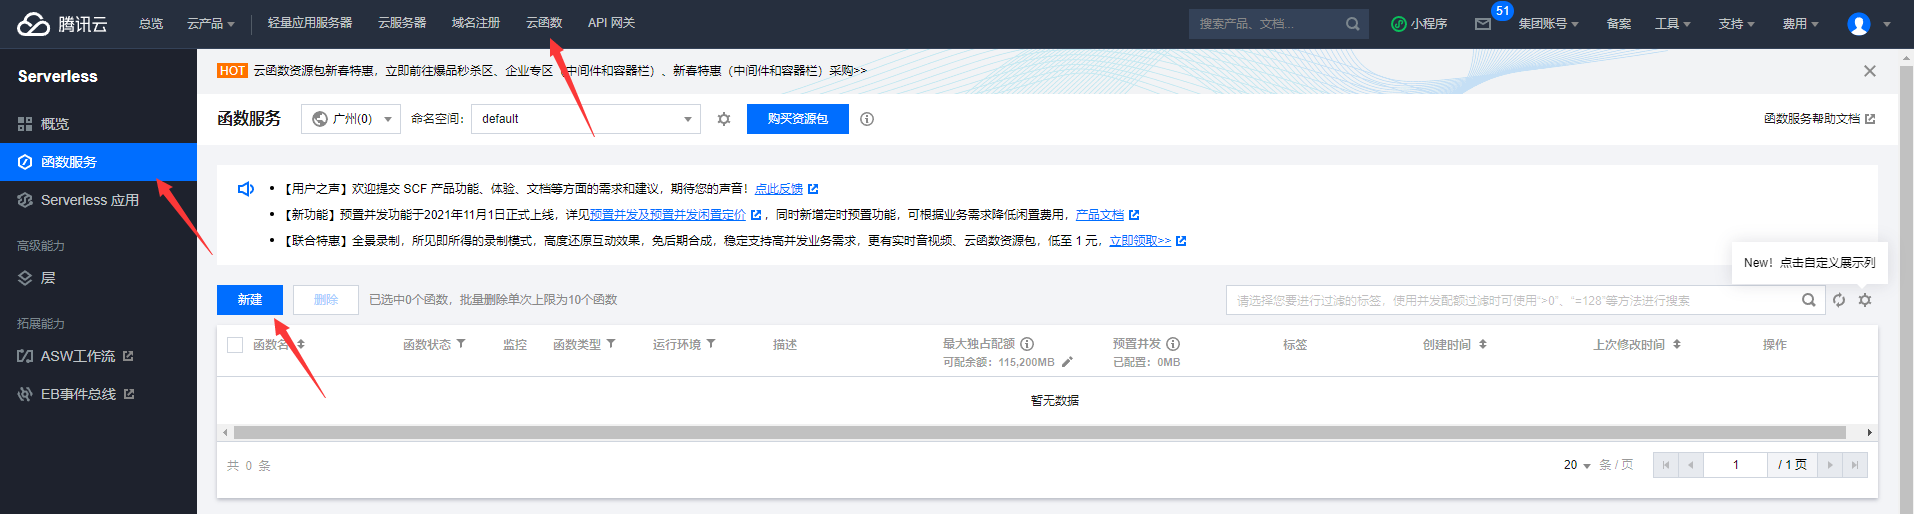 腾讯云 总览 云产品 轻量应用服务器 云服务器 域名注册 云函数 API 网关 搜索产品、文档... 小程序 51 集团账号 备案 工具 支持 费用
Serverless
概览
函数服务
Serverless 应用
高级能力
层
拓展能力
ASW工作流
EB事件总线
HOT 云函数资源包新春特惠，立即前往爆品秒杀区、企业专区（中间件和容器栏）、新春特惠（中间件和容器栏）采购>>
函数服务 广州(0) 命名空间： default 购买资源包 函数服务帮助文档
• 【用户之声】欢迎提交 SCF 产品功能、体验、文档等方面的需求和建议，期待您的声音！点此反馈
• 【新功能】预置并发功能于2021年11月1日正式上线，详见预置并发及预置并发闲置定价 ，同时新增定时预置功能，可根据业务需求降低闲置费用，产品文档
• 【联合特惠】全景录制，所见即所得的录制模式，高度还原互动效果，免后期合成，稳定支持高并发业务需求，更有实时音视频、云函数资源包，低至 1 元，立即领取>>
New！点击自定义展示列
新建 删除 已选中0个函数，批量删除单次上限为10个函数 请选择您要进行过滤的标签，使用并发配额过滤时可使用“>0”、“=128”等方法进行搜索
函数名 函数状态 监控 函数类型 运行环境 描述 最大独占配额 预置并发 标签 创建时间 上次修改时间 操作
可配余额：115,200MB 已配置：0MB
暂无数据
共 0 条 20 条 / 页 1 / 1 页